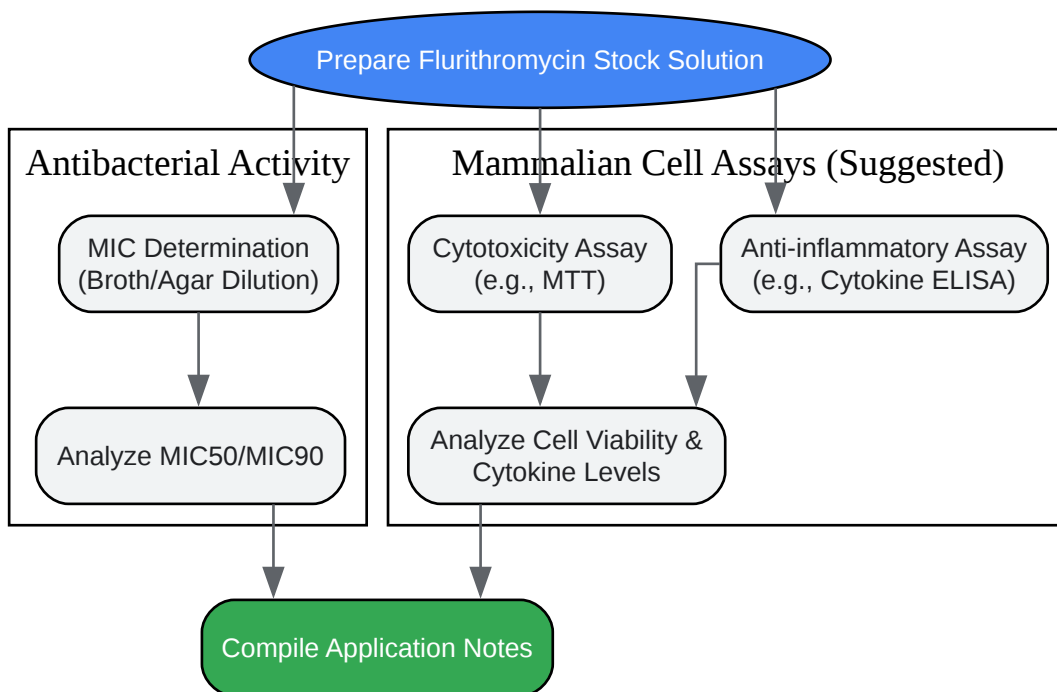 Prepare Flurithromycin Stock Solution
Antibacterial Activity
Mammalian Cell Assays (Suggested)
MIC Determination
(Broth/Agar Dilution)
Cytotoxicity Assay
(e.g., MTT)
Anti-inflammatory Assay
(e.g., Cytokine ELISA)
Analyze MIC50/MIC90
Analyze Cell Viability &
Cytokine Levels
Compile Application Notes